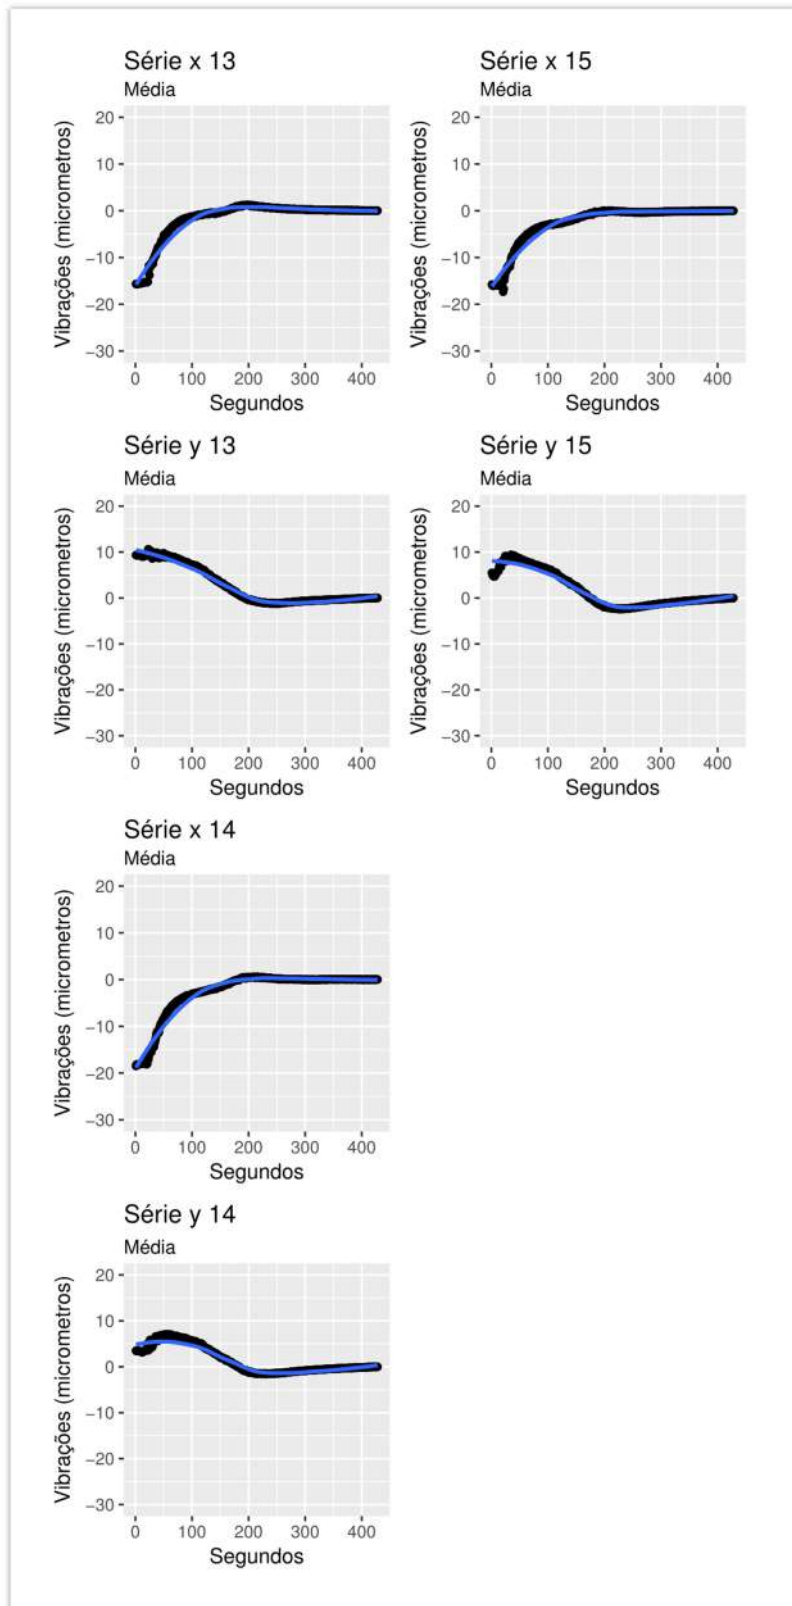 Série x 13
Média
Vibrações (micrometros)
20
10
0
−10
−20
−30
0 100 200 300 400
Segundos
Série x 15
Média
Vibrações (micrometros)
20
10
0
−10
−20
−30
0 100 200 300 400
Segundos
Série y 13
Média
Vibrações (micrometros)
20
10
0
−10
−20
−30
0 100 200 300 400
Segundos
Série y 15
Média
Vibrações (micrometros)
20
10
0
−10
−20
−30
0 100 200 300 400
Segundos
Série x 14
Média
Vibrações (micrometros)
20
10
0
−10
−20
−30
0 100 200 300 400
Segundos
Série y 14
Média
Vibrações (micrometros)
20
10
0
−10
−20
−30
0 100 200 300 400
Segundos